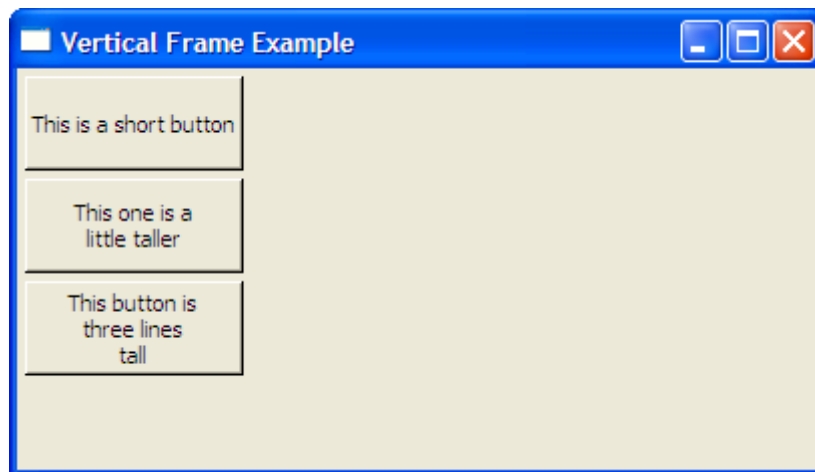 Vertical Frame Example
This is a short button
This one is a
little taller
This button is
three lines
tall